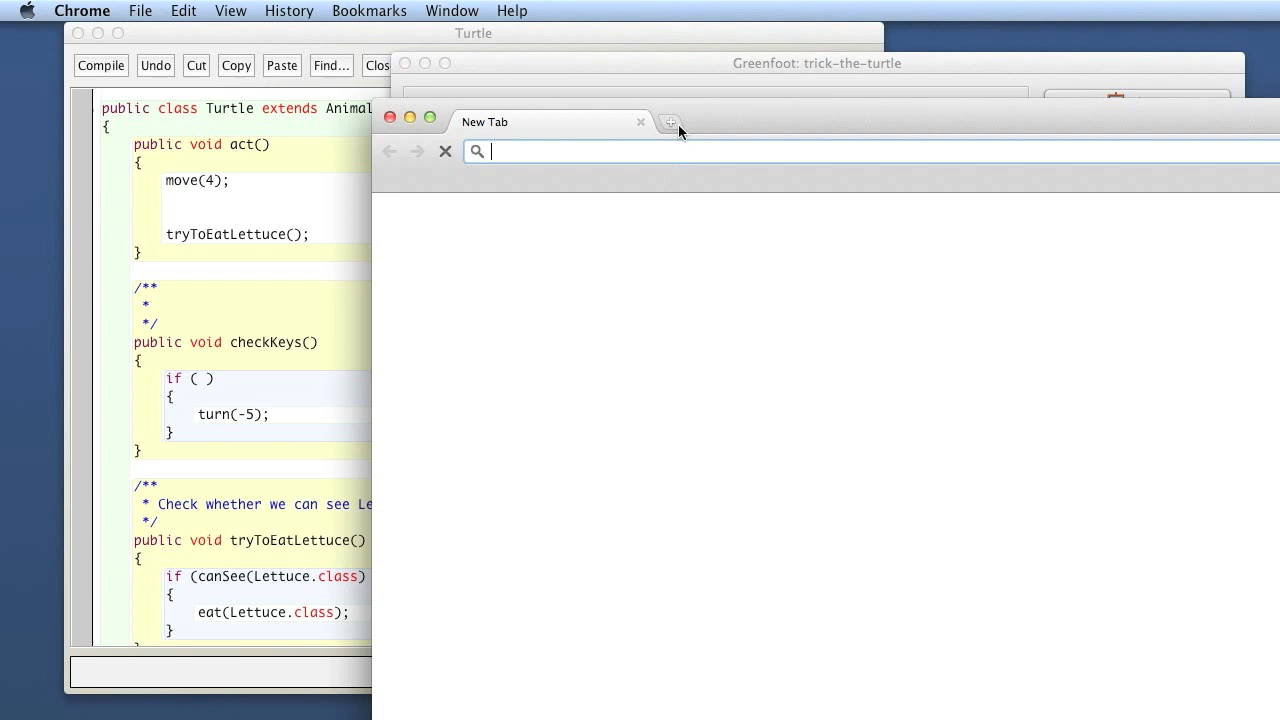 Chrome File Edit View History Bookmarks Window Help
Turtle
Compile Undo Cut Copy Paste Find... Clos
Greenfoot: trick-the-turtle
New Tab
public class Turtle extends Animal
{
public void act()
{
move(4);
tryToEatLettuce();
}
/**
*
*/
public void checkKeys()
{
if ( )
{
turn(-5);
}
}
/**
* Check whether we can see Le
*/
public void tryToEatLettuce()
{
if (canSee(Lettuce.class)
{
eat(Lettuce.class);
}